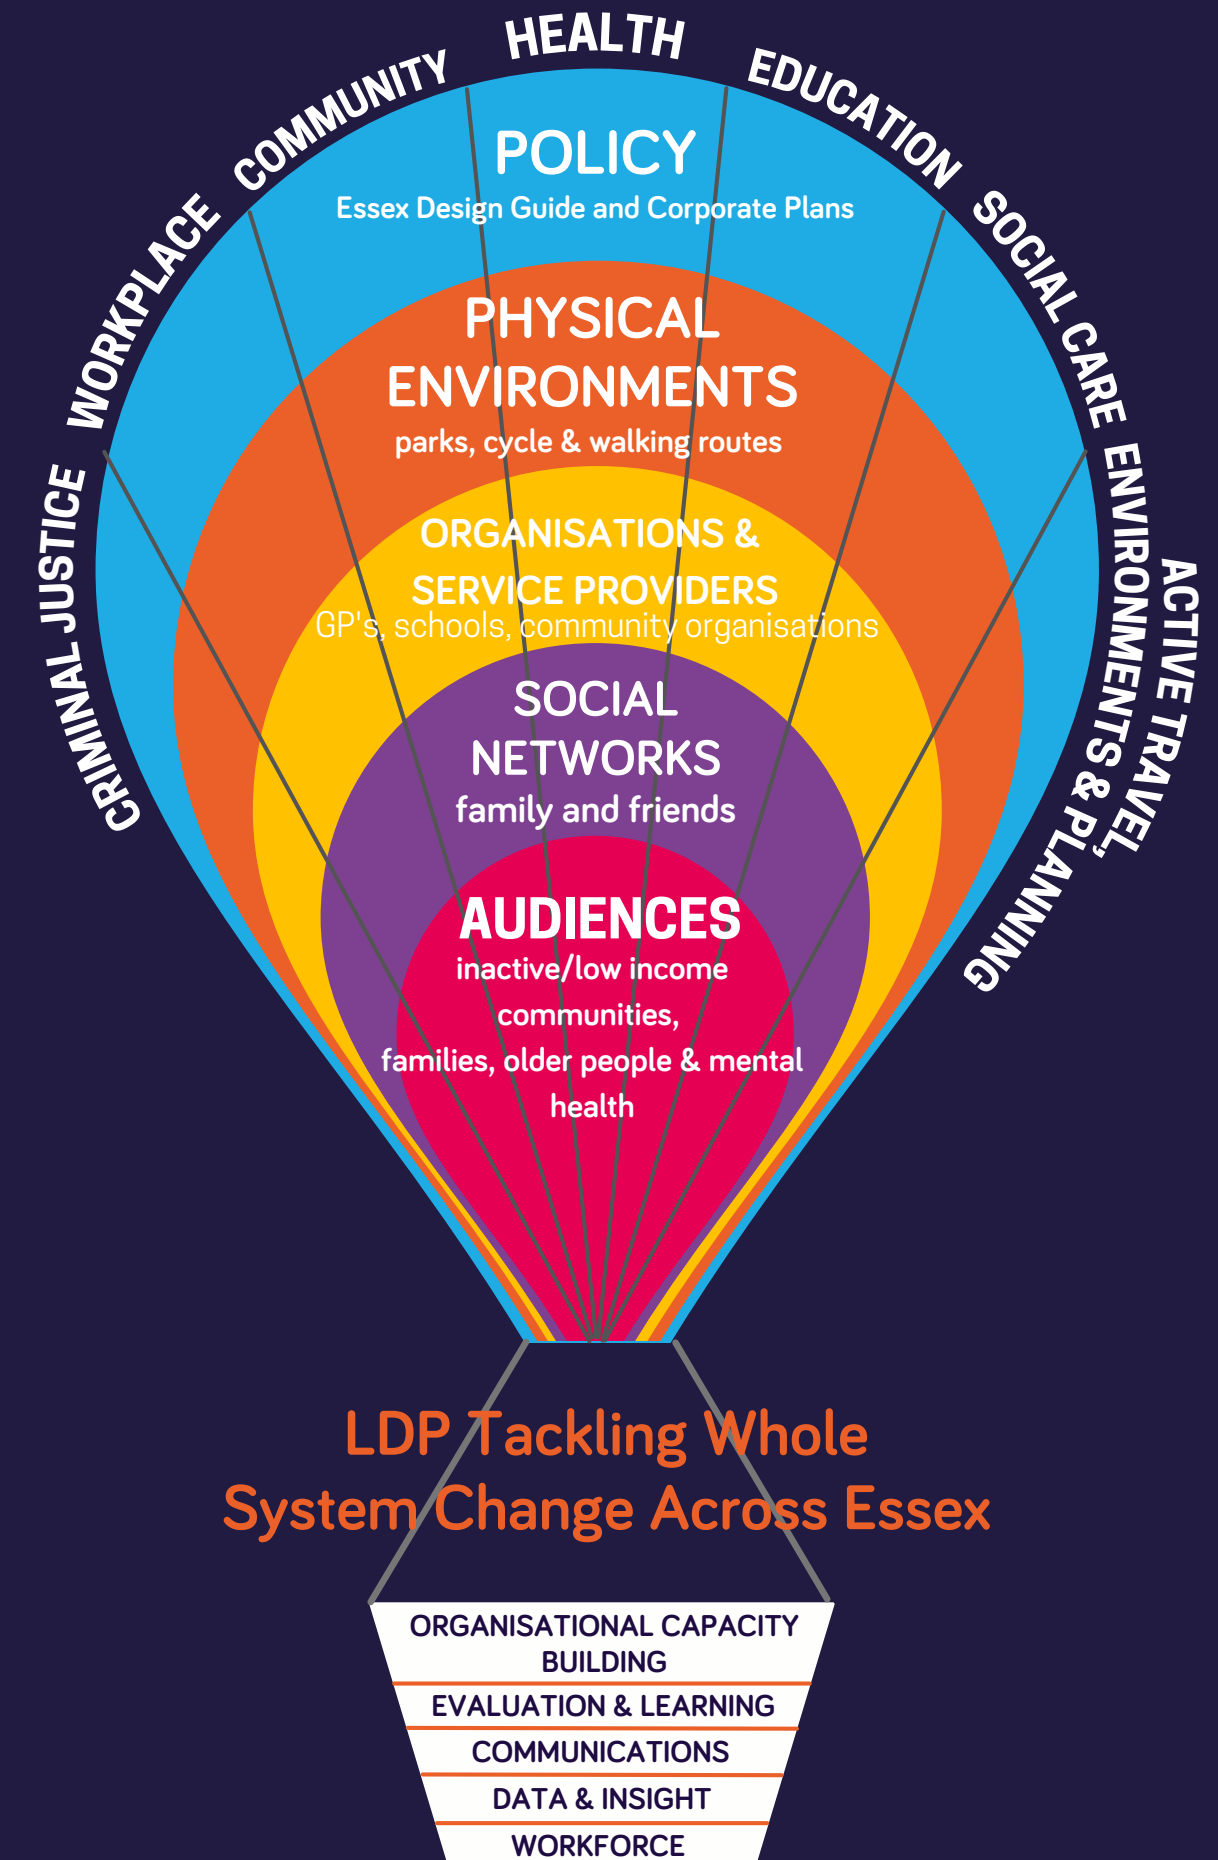 CRIMINAL JUSTICE
WORKPLACE
COMMUNITY
HEALTH
EDUCATION
SOCIAL CARE
ACTIVE TRAVEL,
ENVIRONMENTS & PLANNING
POLICY
Essex Design Guide and Corporate Plans
PHYSICAL
ENVIRONMENTS
parks, cycle & walking routes
ORGANISATIONS &
SERVICE PROVIDERS
GP's, schools, community organisations
SOCIAL
NETWORKS
family and friends
AUDIENCES
inactive/low income
communities,
families, older people & mental
health
LDP Tackling Whole
System Change Across Essex
ORGANISATIONAL CAPACITY
BUILDING
EVALUATION & LEARNING
COMMUNICATIONS
DATA & INSIGHT
WORKFORCE